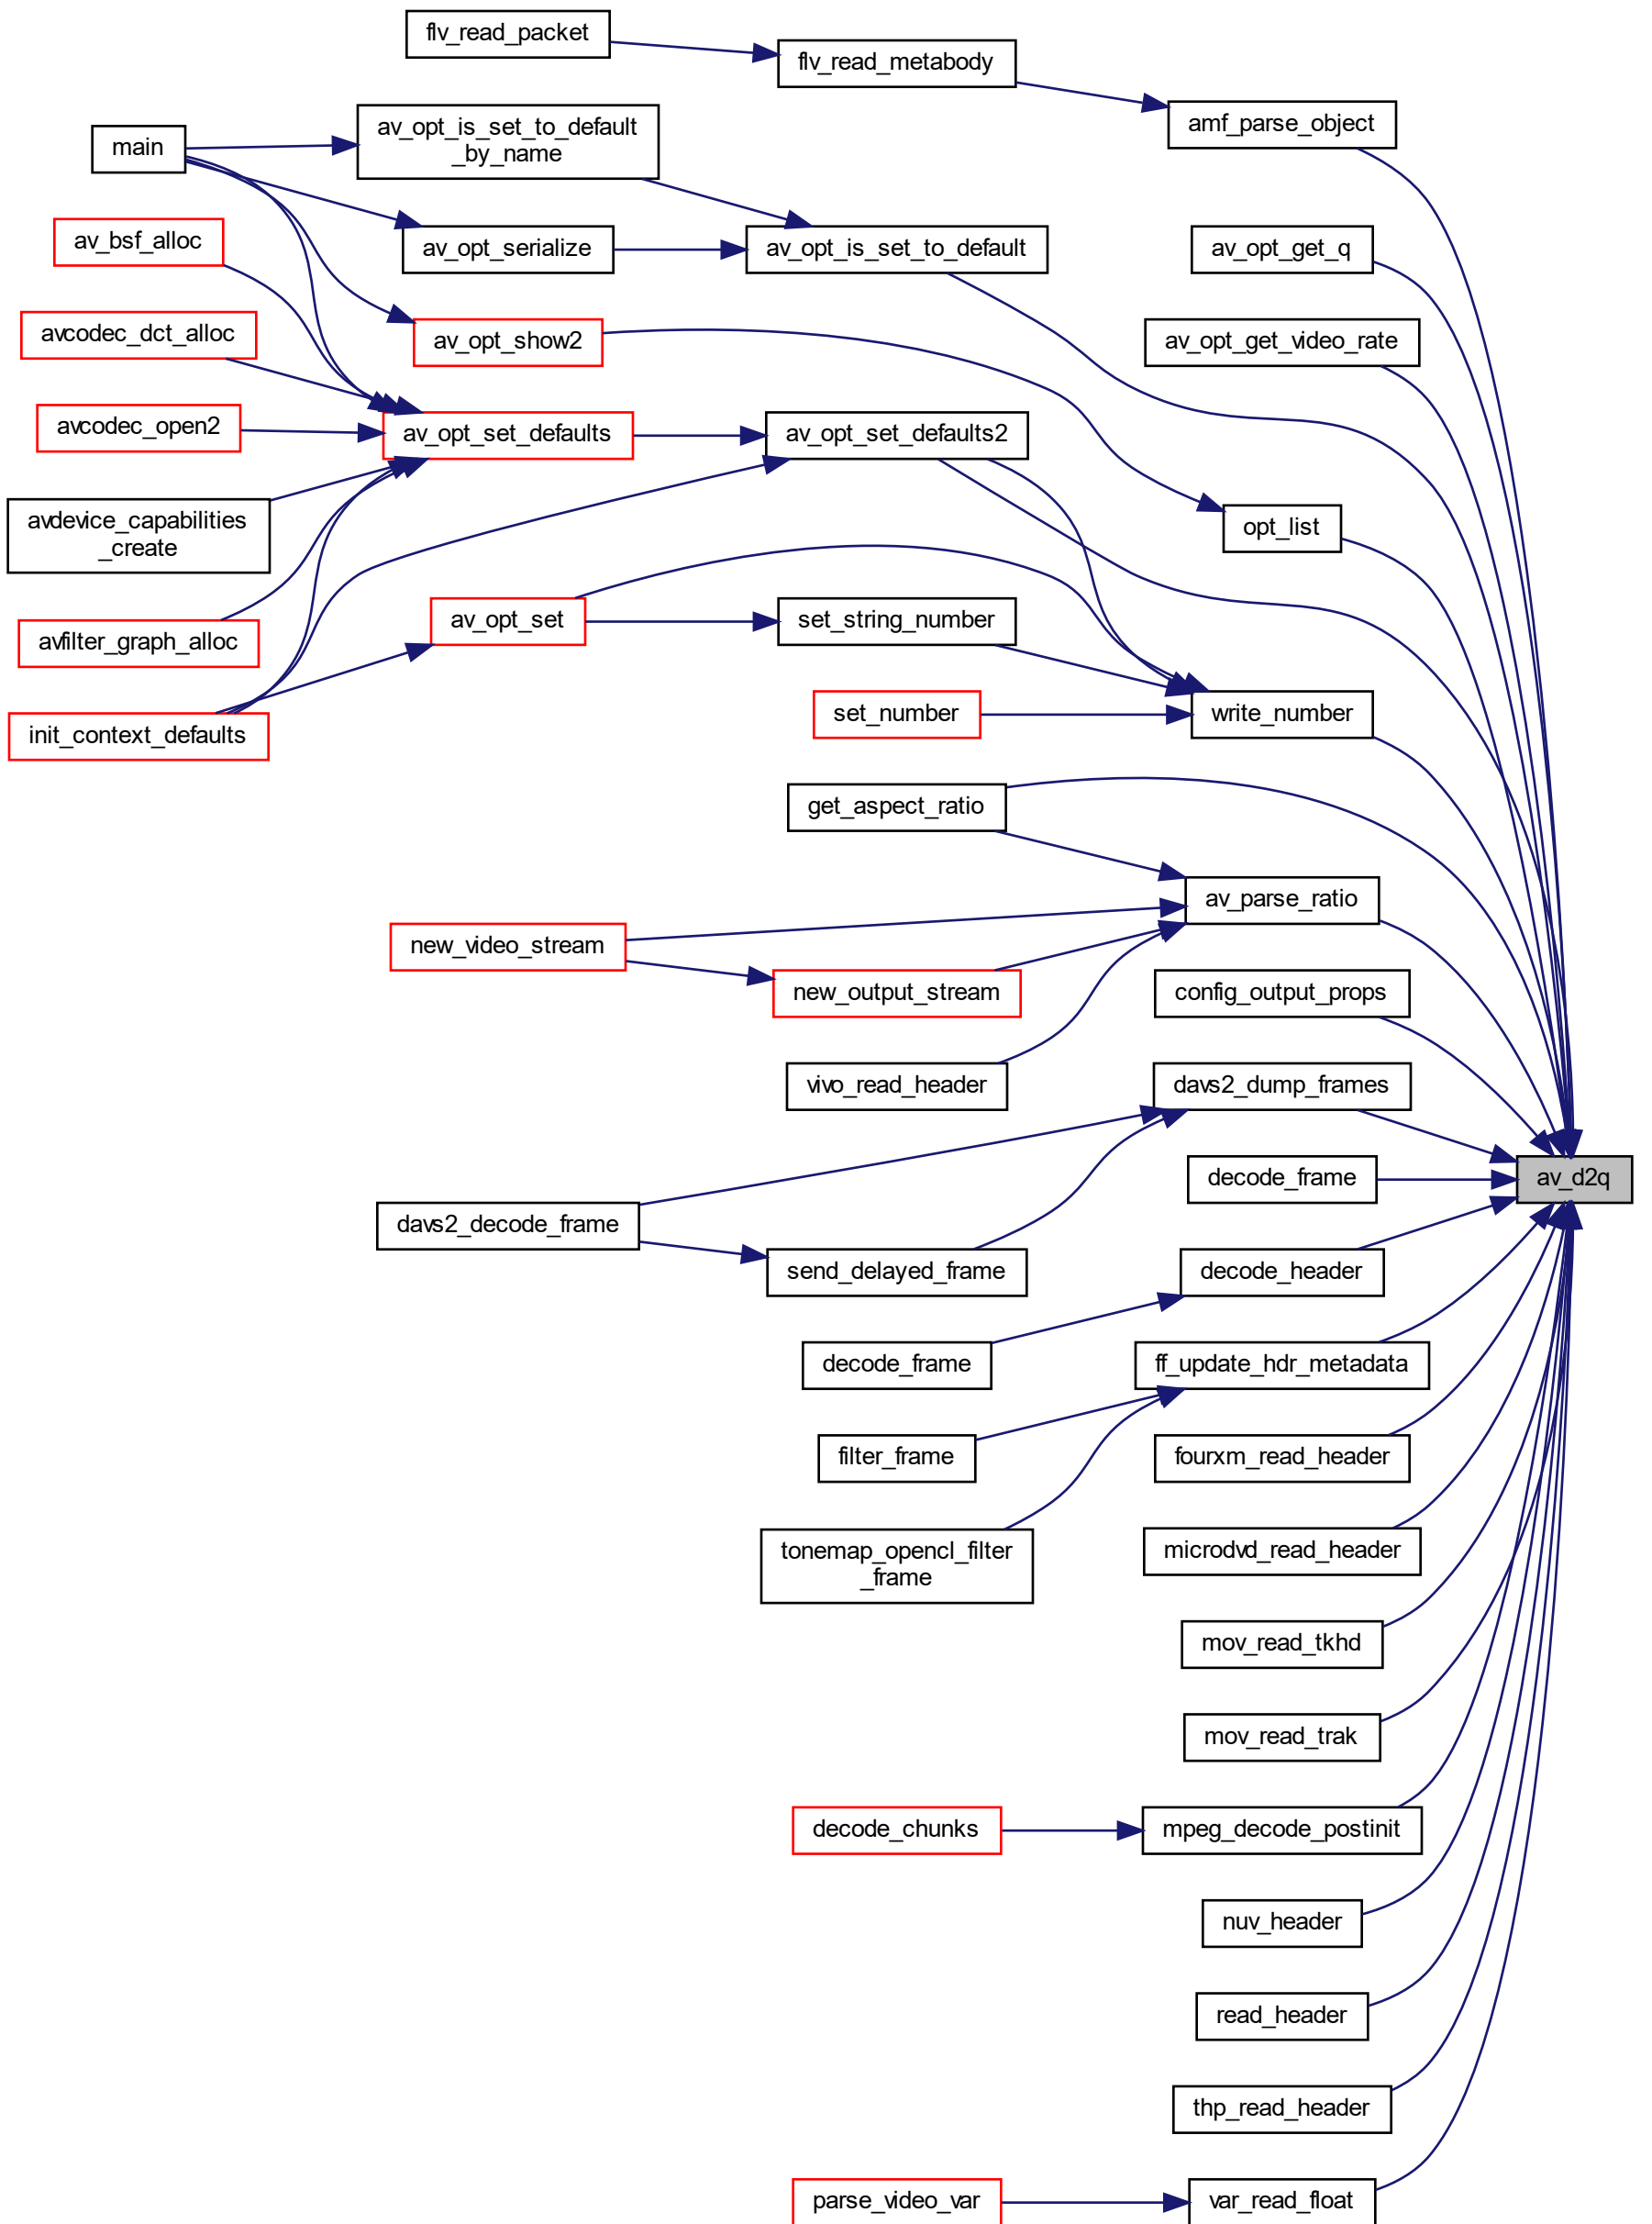 flv_read_packet
flv_read_metabody
amf_parse_object
main
av_opt_is_set_to_default
_by_name
av_opt_get_q
av_bsf_alloc
av_opt_serialize
av_opt_is_set_to_default
avcodec_dct_alloc
av_opt_show2
av_opt_get_video_rate
avcodec_open2
av_opt_set_defaults
av_opt_set_defaults2
avdevice_capabilities
_create
opt_list
avfilter_graph_alloc
av_opt_set
set_string_number
init_context_defaults
set_number
write_number
get_aspect_ratio
av_parse_ratio
new_video_stream
new_output_stream
config_output_props
vivo_read_header
davs2_dump_frames
decode_frame
av_d2q
davs2_decode_frame
send_delayed_frame
decode_header
decode_frame
ff_update_hdr_metadata
filter_frame
fourxm_read_header
tonemap_opencl_filter
_frame
microdvd_read_header
mov_read_tkhd
mov_read_trak
decode_chunks
mpeg_decode_postinit
nuv_header
read_header
thp_read_header
parse_video_var
var_read_float